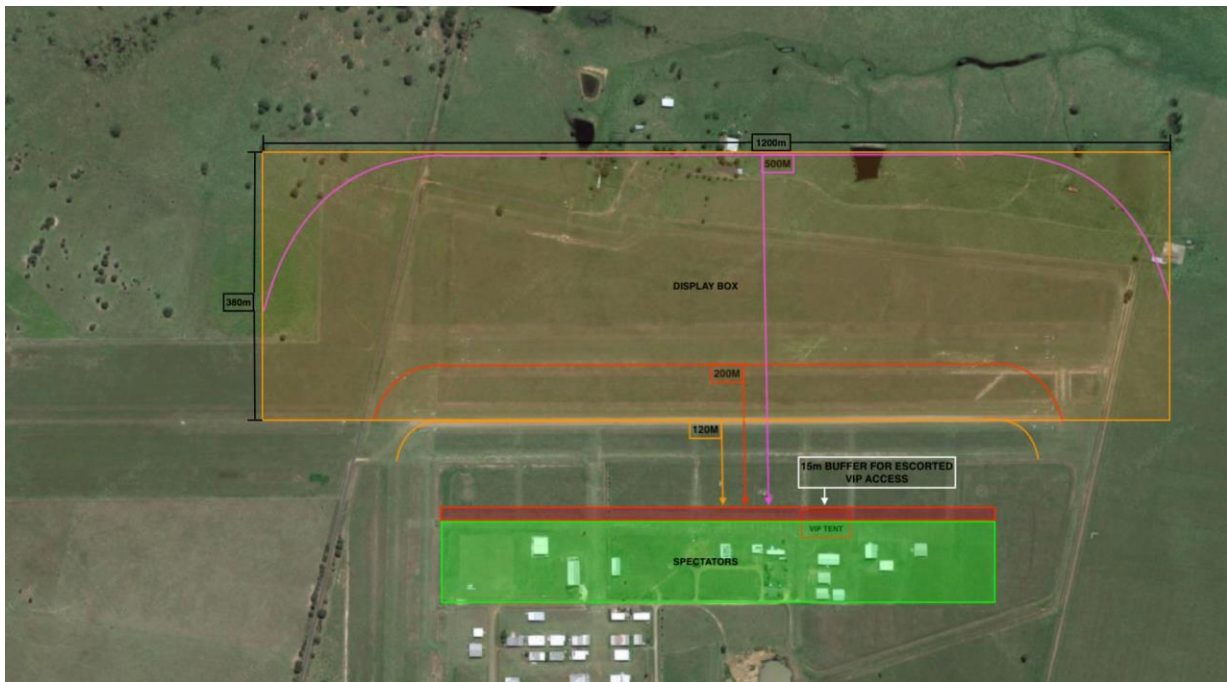 1200m
500M
DISPLAY BOX
380m
200M
120M
15m BUFFER FOR ESCORTED
VIP ACCESS
VIP TENT
SPECTATORS